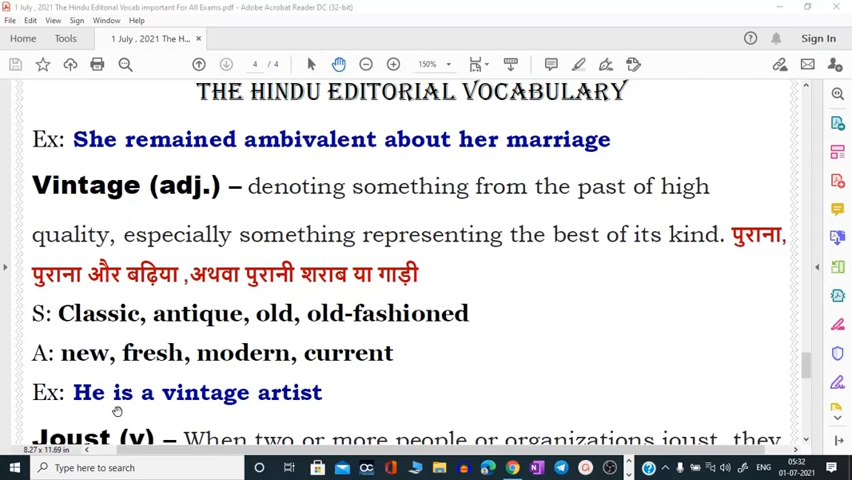 1 July , 2021 The Hindu Editorial Vocab important For All Exams.pdf - Adobe Acrobat Reader DC (32-bit)
File Edit View Sign Window Help
Home Tools 1 July , 2021 The H... × Sign In
4 / 4 150%
THE HINDU EDITORIAL VOCABULARY
Ex: She remained ambivalent about her marriage
Vintage (adj.) – denoting something from the past of high
quality, especially something representing the best of its kind. पुराना,
पुराना और बढ़िया ,अथवा पुरानी शराब या गाड़ी
S: Classic, antique, old, old-fashioned
A: new, fresh, modern, current
Ex: He is a vintage artist
Joust (v) – When two or more people or organizations joust, they
8.27 x 11.69 in
Type here to search
ENG
05:32
01-07-2021